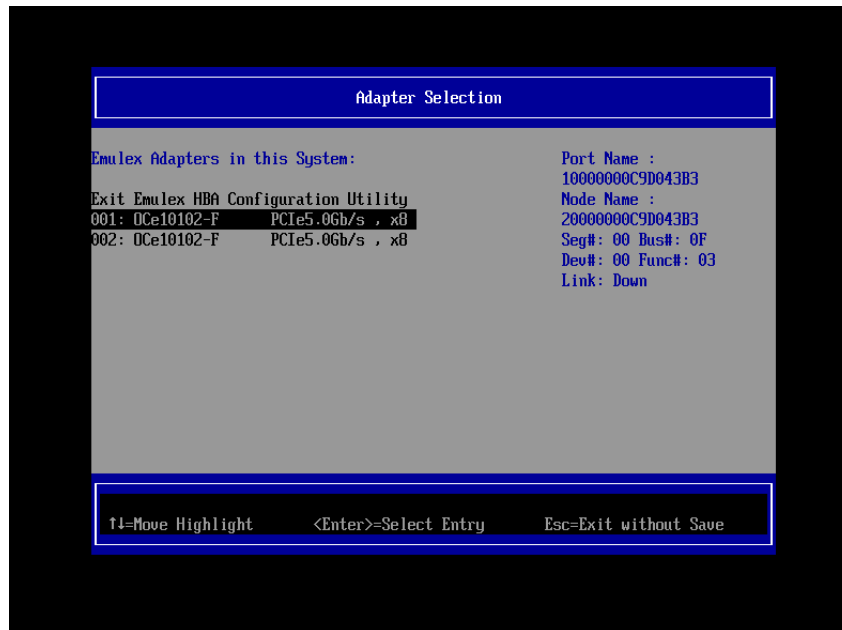 Adapter Selection
Emulex Adapters in this System:
Exit Emulex HBA Configuration Utility
001: OCe10102-F PCIe5.0Gb/s , x8
002: OCe10102-F PCIe5.0Gb/s , x8
Port Name :
10000000C9D043B3
Node Name :
20000000C9D043B3
Seg#: 00 Bus#: 0F
Dev#: 00 Func#: 03
Link: Down
↑↓=Move Highlight <Enter>=Select Entry Esc=Exit without Save